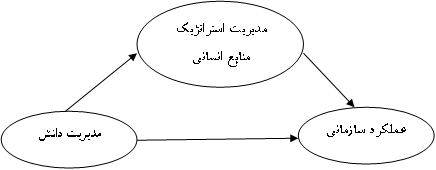 مدیریت استراتژیک
منابع انسانی
مدیریت دانش
عملکرد سازمانی